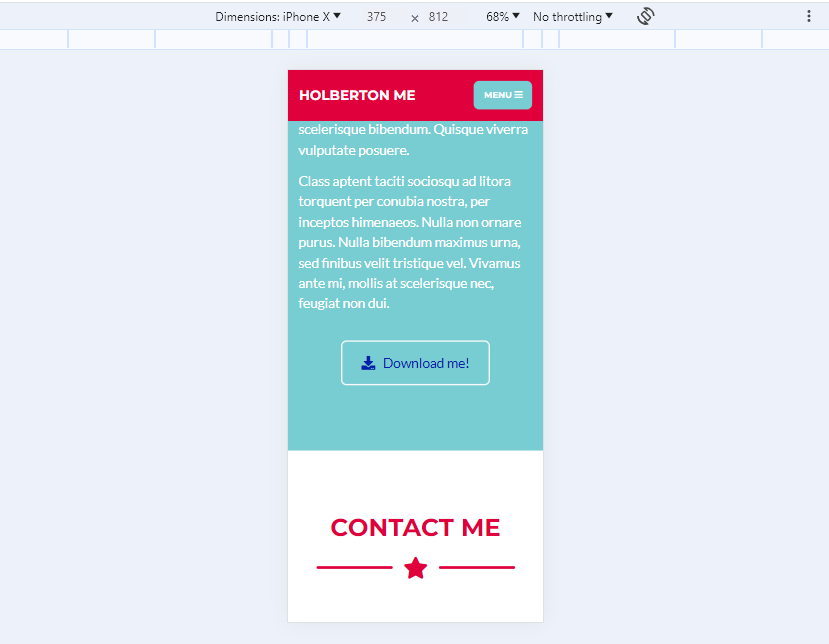 Dimensions: iPhone X 375 × 812 68% No throttling
HOLBERTON ME MENU
scelerisque bibendum. Quisque viverra
vulputate posuere.
Class aptent taciti sociosqu ad litora
torquent per conubia nostra, per
inceptos himenaeos. Nulla non ornare
purus. Nulla bibendum maximus urna,
sed finibus velit tristique vel. Vivamus
ante mi, mollis at scelerisque nec,
feugiat non dui.
Download me!
CONTACT ME